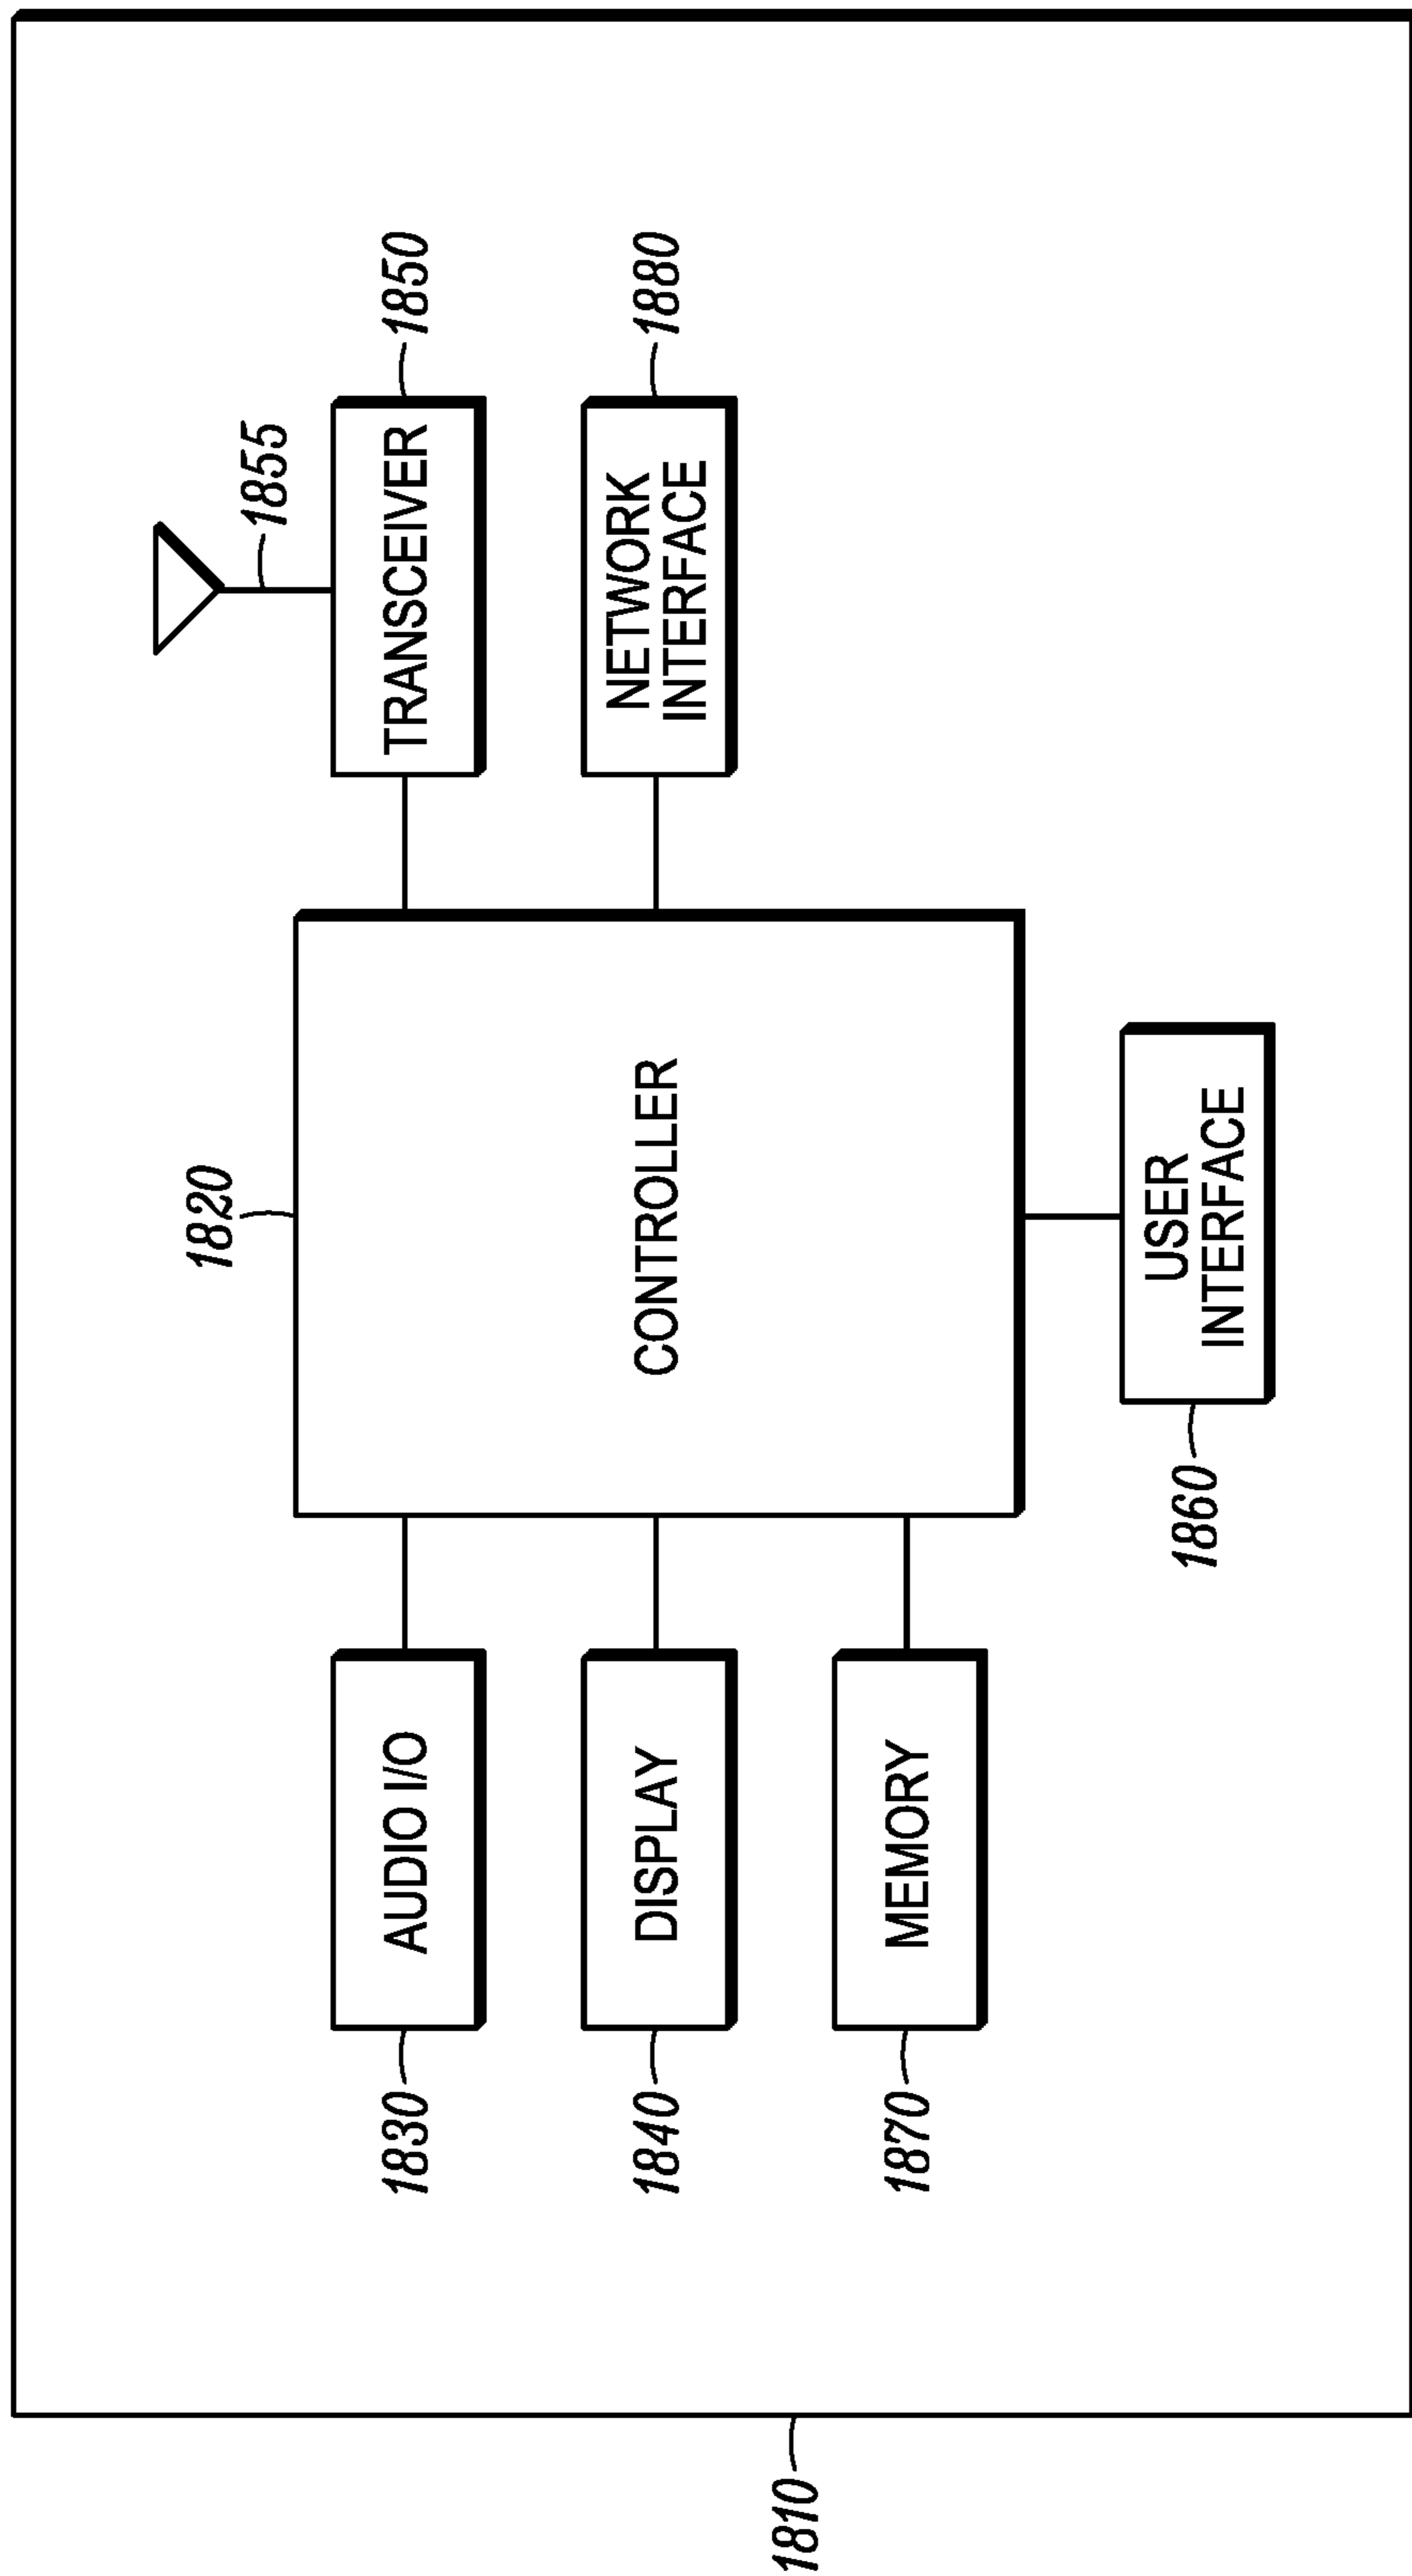 1820
1855
1830
AUDIO I/O
TRANSCEIVER
1850
1840
DISPLAY
CONTROLLER
NETWORK
INTERFACE
1880
1810
1870
MEMORY
1860
USER
INTERFACE